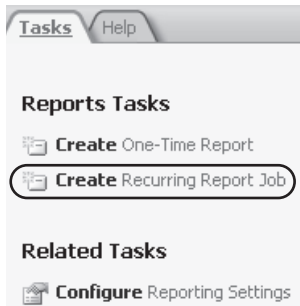 Tasks Help
Reports Tasks
Create One-Time Report
Create Recurring Report Job
Related Tasks
Configure Reporting Settings